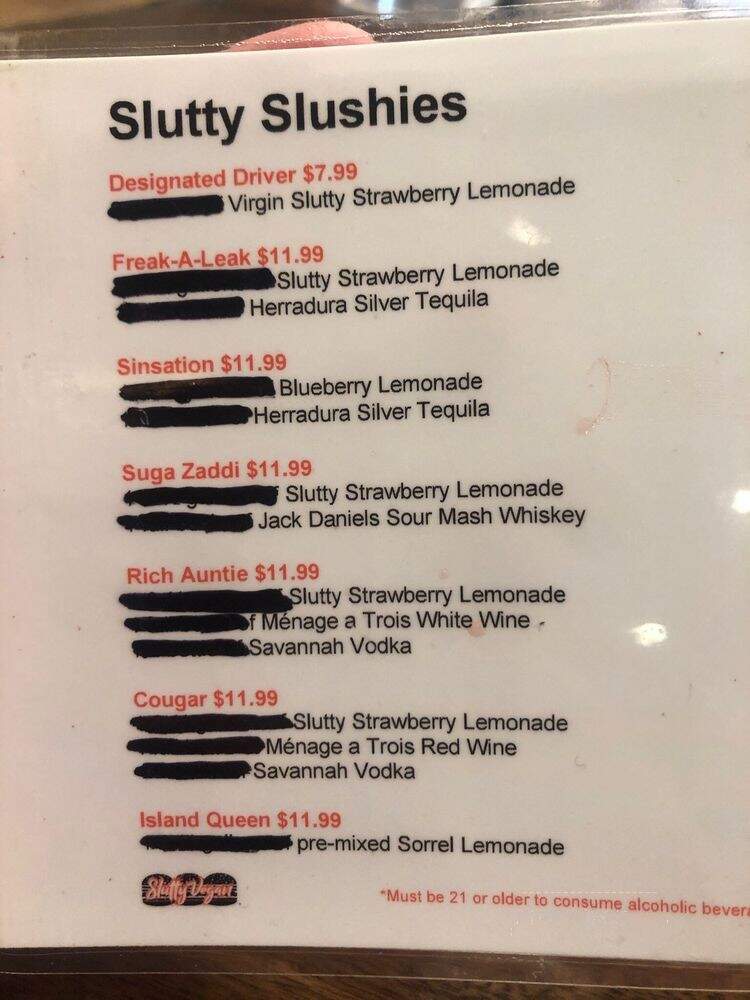 Slutty Slushies
Designated Driver $7.99
Virgin Slutty Strawberry Lemonade
Freak-A-Leak $11.99
Slutty Strawberry Lemonade
Herradura Silver Tequila
Sinsation $11.99
Blueberry Lemonade
Herradura Silver Tequila
Suga Zaddi $11.99
Slutty Strawberry Lemonade
Jack Daniels Sour Mash Whiskey
Rich Auntie $11.99
Slutty Strawberry Lemonade
Ménage a Trois White Wine
Savannah Vodka
Cougar $11.99
Slutty Strawberry Lemonade
Ménage a Trois Red Wine
Savannah Vodka
Island Queen $11.99
pre-mixed Sorrel Lemonade
Slutty Vegan
*Must be 21 or older to consume alcoholic